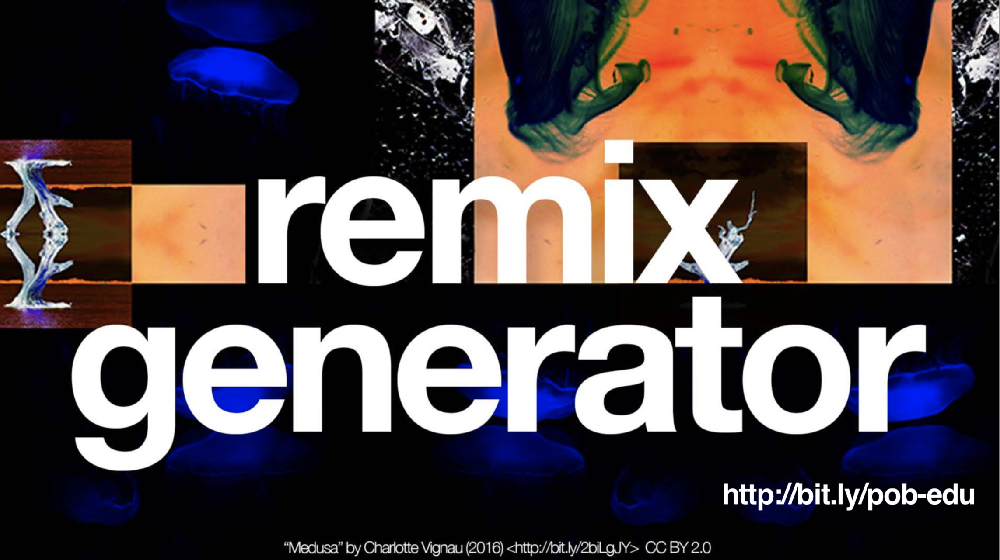 remix
generator
http://bit.ly/pob-edu
“Medusa” by Charlotte Vignau (2016) <http://bit.ly/2biLgJY> CC BY 2.0